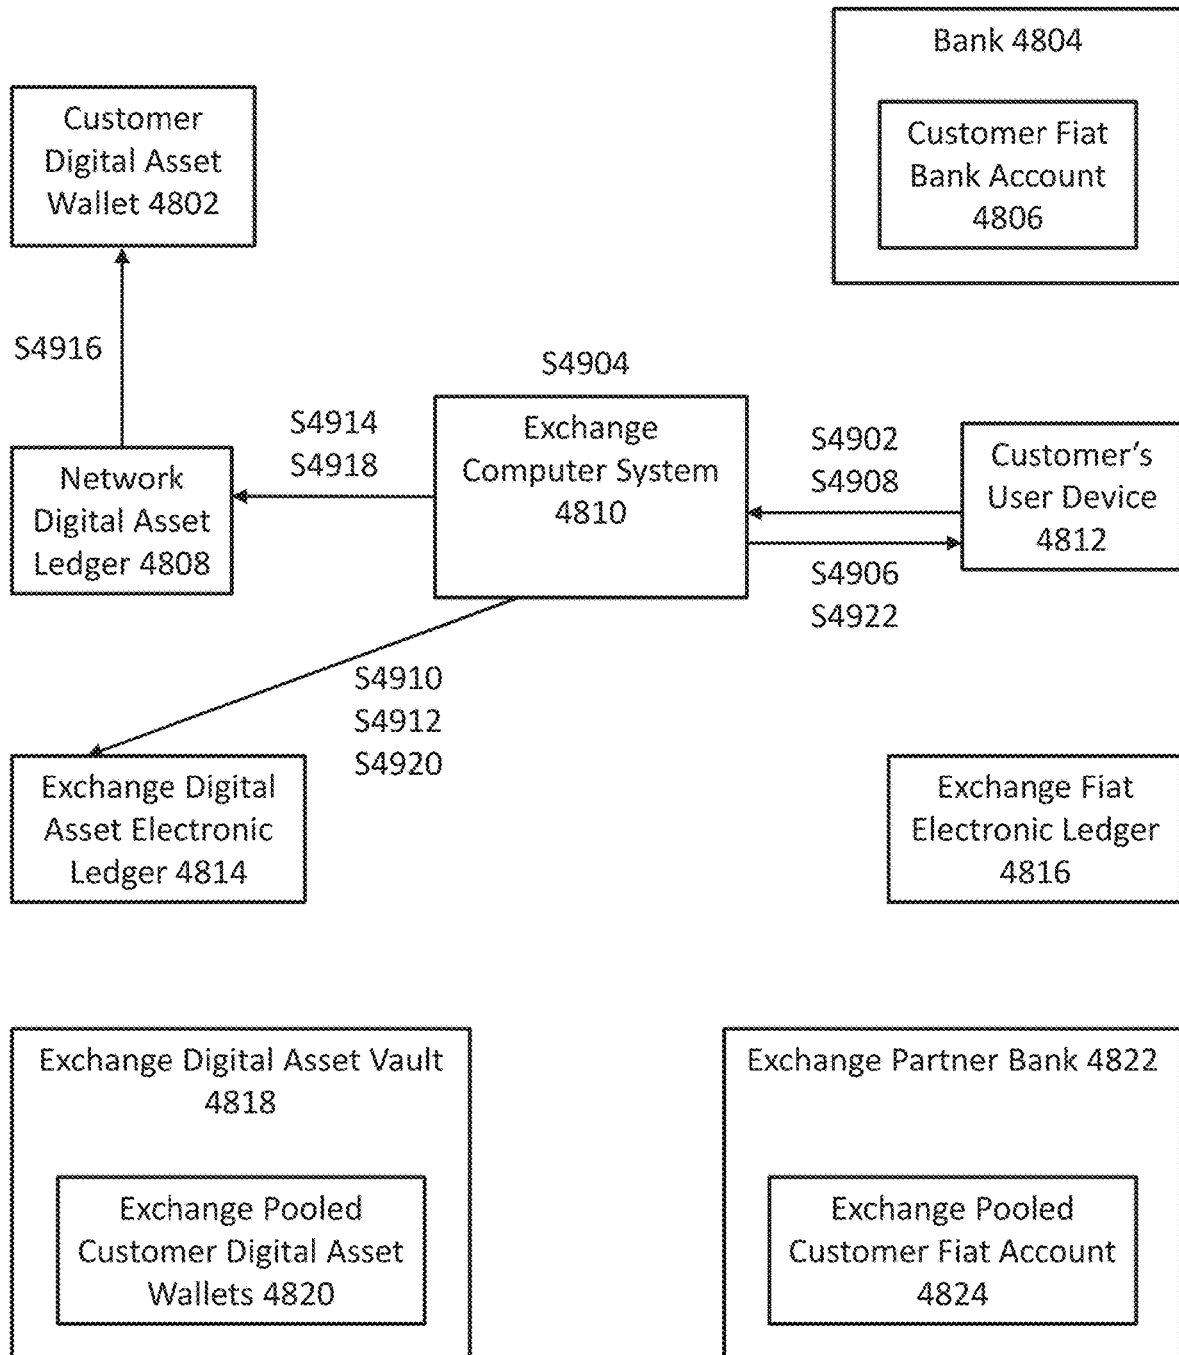 Bank 4804
Customer
Digital Asset
Wallet 4802
Customer Fiat
Bank Account
4806
S4916
S4904
S4914
S4918
Exchange
Computer System
4810
S4902
S4908
Customer's
User Device
4812
Network
Digital Asset
Ledger 4808
S4906
S4922
S4910
S4912
S4920
Exchange Digital
Asset Electronic
Ledger 4814
Exchange Fiat
Electronic Ledger
4816
Exchange Digital Asset Vault
4818
Exchange Pooled
Customer Digital Asset
Wallets 4820
Exchange Partner Bank 4822
Exchange Pooled
Customer Fiat Account
4824